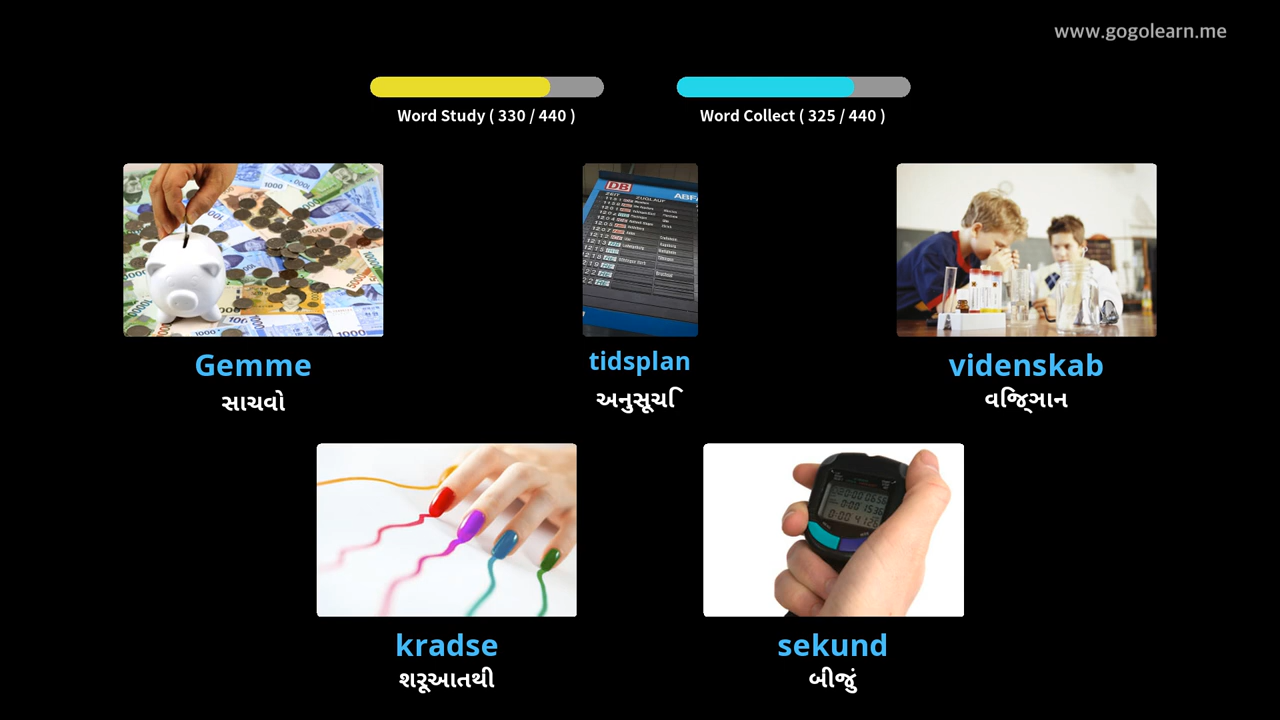 www.gogolearn.me
Word Study ( 330 / 440 )
Word Collect ( 325 / 440 )
DB
Gemme
સાચવો
tidsplan
અનુસૂચિ
videnskab
વિજ્ઞાન
kradse
શરૂઆતથી
sekund
બીજું